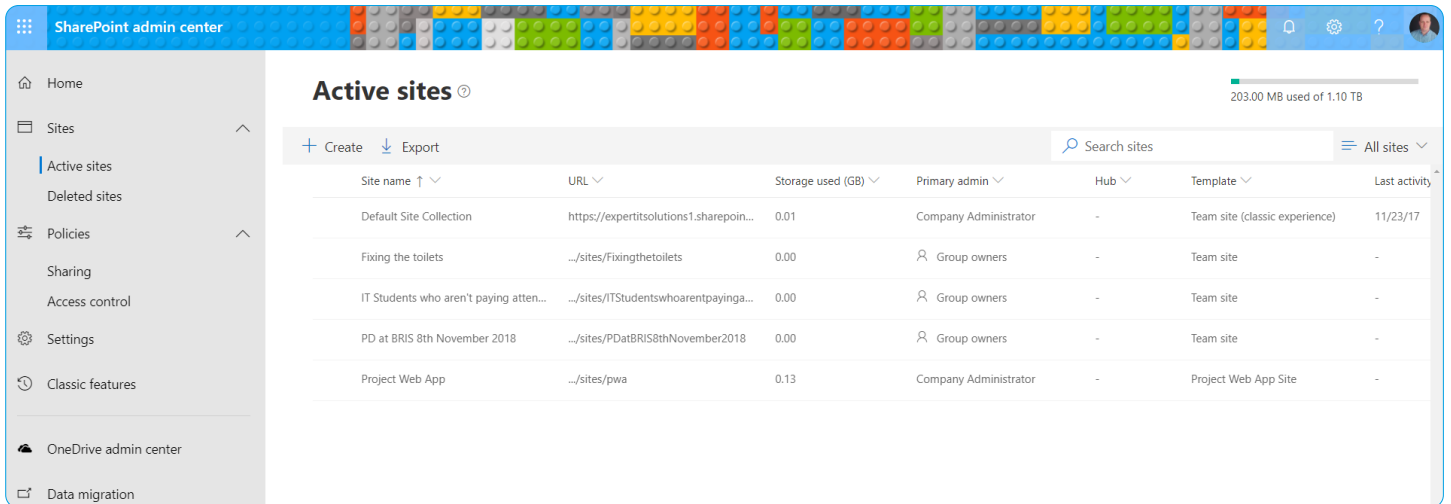 SharePoint admin center
?
Home
Sites
Active sites
Deleted sites
Policies
Sharing
Access control
Settings
Classic features
OneDrive admin center
Data migration
Active sites ?
203.00 MB used of 1.10 TB
Create Export
Search sites
All sites
Site name ↑ URL Storage used (GB) Primary admin Hub Template Last activity
Default Site Collection https://expertitsolutions1.sharepoin... 0.01 Company Administrator - Team site (classic experience) 11/23/17
Fixing the toilets .../sites/Fixingthetoilets 0.00 Group owners - Team site -
IT Students who aren't paying atten... .../sites/ITStudentswhoarentpayinga... 0.00 Group owners - Team site -
PD at BRIS 8th November 2018 .../sites/PDatBRIS8thNovember2018 0.00 Group owners - Team site -
Project Web App .../sites/pwa 0.13 Company Administrator - Project Web App Site -